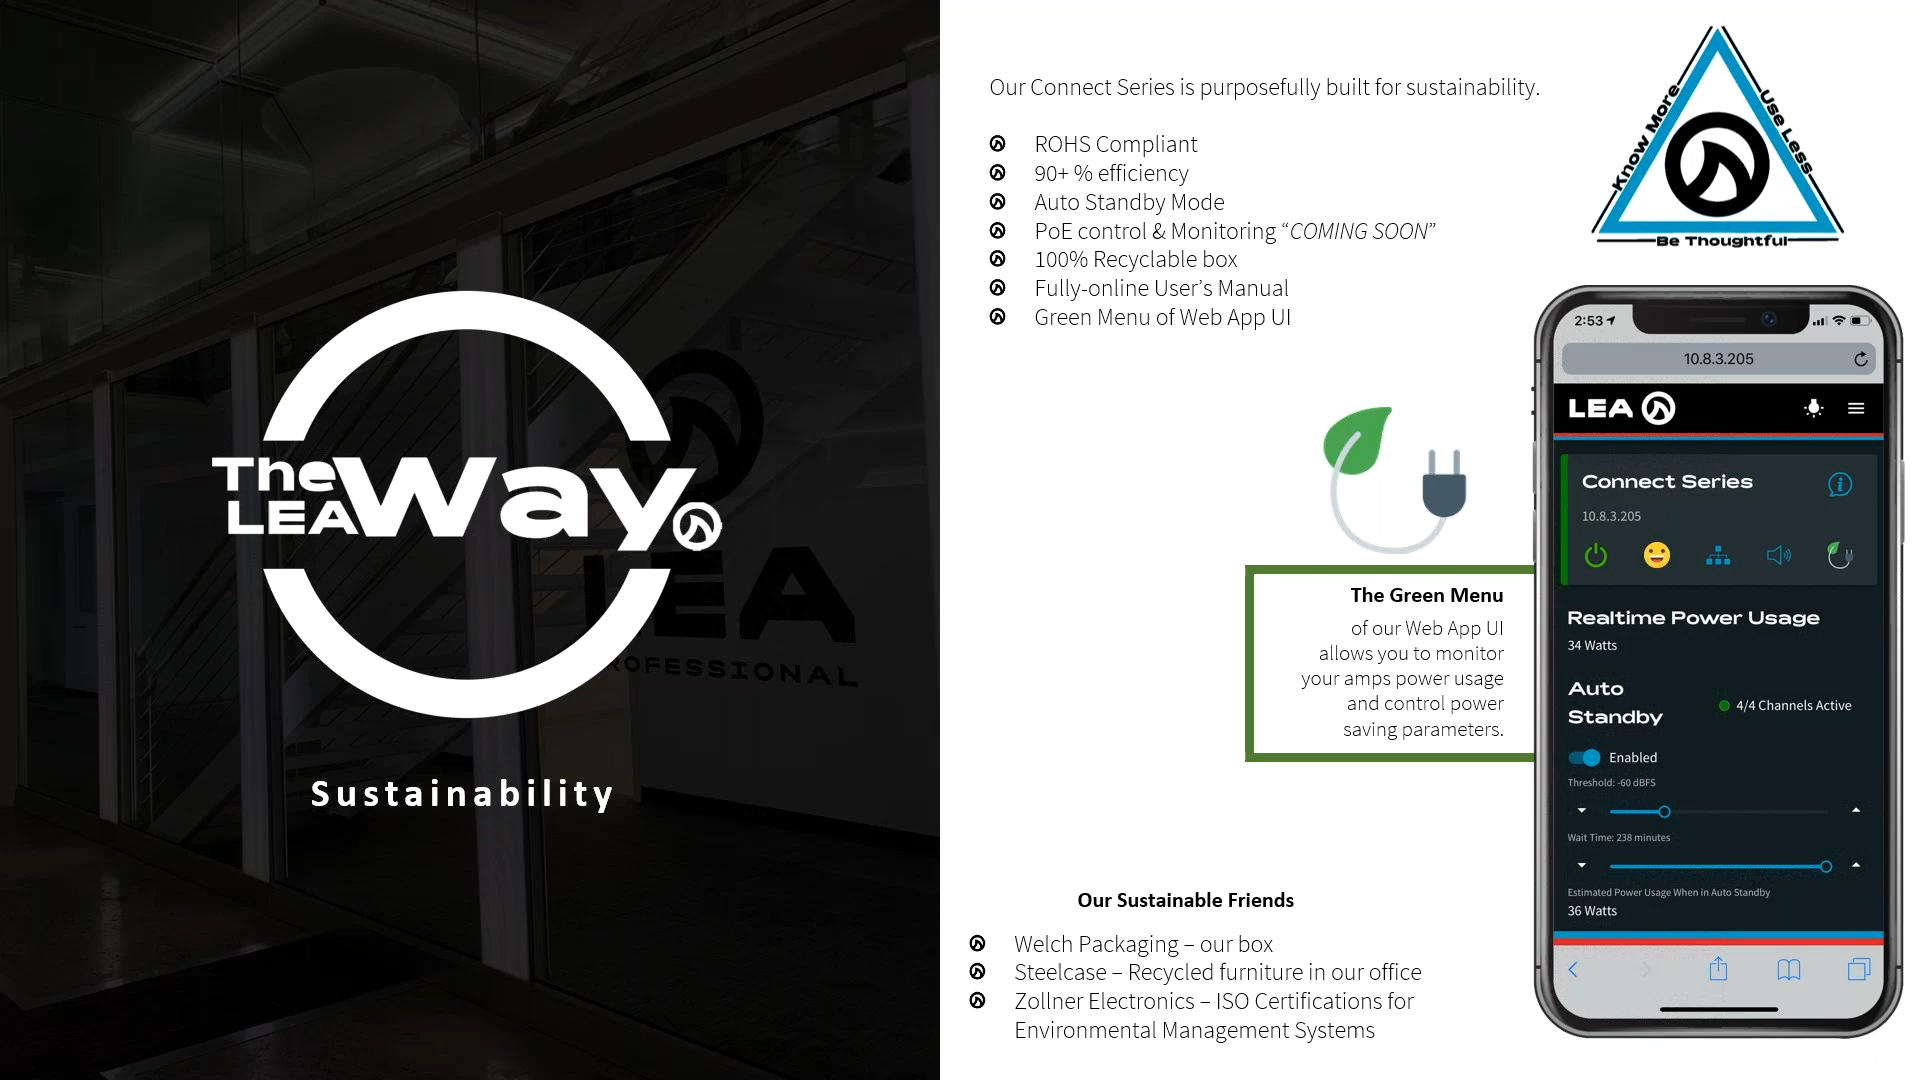 The
LEA Way
Sustainability
LEA
PROFESSIONAL
Our Connect Series is purposefully built for sustainability.
ROHS Compliant
90+ % efficiency
Auto Standby Mode
PoE control & Monitoring “COMING SOON”
100% Recyclable box
Fully-online User’s Manual
Green Menu of Web App UI
Know More
Use Less
Be Thoughtful
The Green Menu
of our Web App UI
allows you to monitor
your amps power usage
and control power
saving parameters.
Our Sustainable Friends
Welch Packaging – our box
Steelcase – Recycled furniture in our office
Zollner Electronics – ISO Certifications for
Environmental Management Systems
2:53
10.8.3.205
LEA
Connect Series
10.8.3.205
Realtime Power Usage
34 Watts
Auto
Standby
4/4 Channels Active
Enabled
Threshold: -60 dBFS
Wait Time: 238 minutes
Estimated Power Usage When in Auto Standby
36 Watts